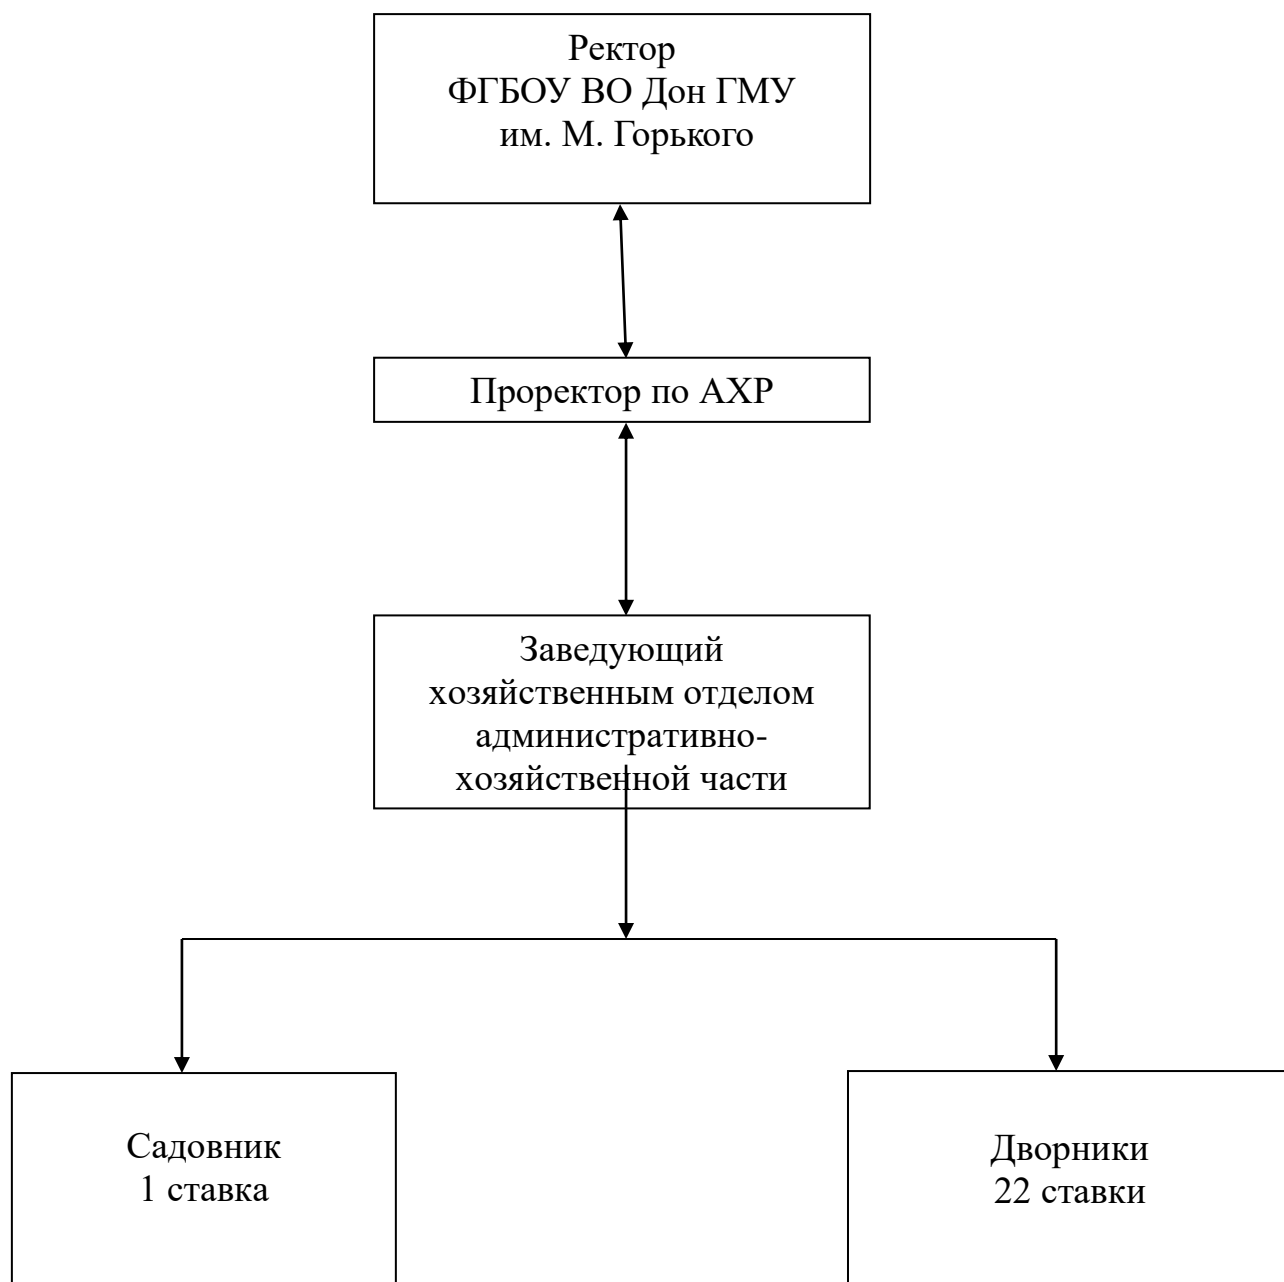 Ректор
ФГБОУ ВО Дон ГМУ
им. М. Горького
Проректор по АХР
Заведующий
хозяйственным отделом
административно-
хозяйственной части
Садовник
1 ставка
Дворники
22 ставки